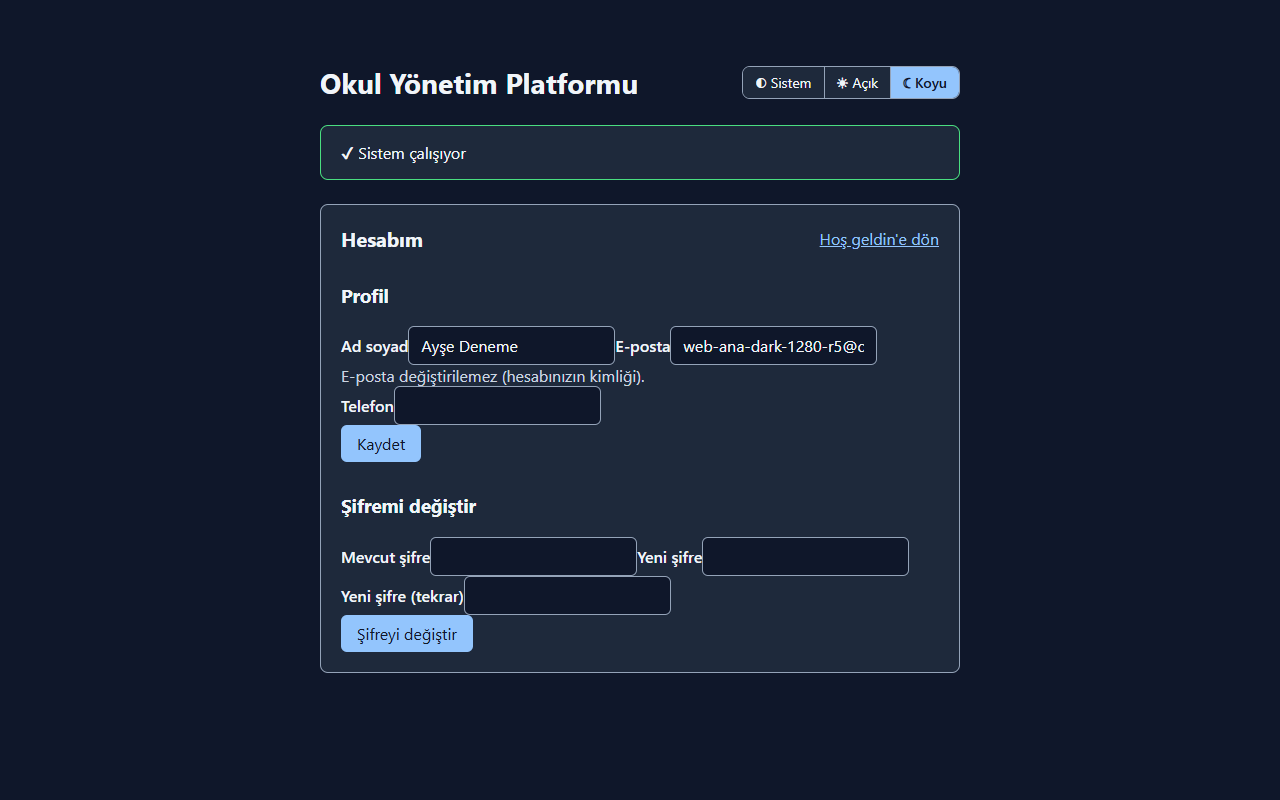 Okul Yönetim Platformu
◐ Sistem ☀ Açık ☾ Koyu
✓ Sistem çalışıyor
Hesabım Hoş geldin'e dön
Profil
Ad soyad Ayşe Deneme E-posta web-ana-dark-1280-r5@c
E-posta değiştirilemez (hesabınızın kimliği).
Telefon
Kaydet
Şifremi değiştir
Mevcut şifre Yeni şifre
Yeni şifre (tekrar)
Şifreyi değiştir